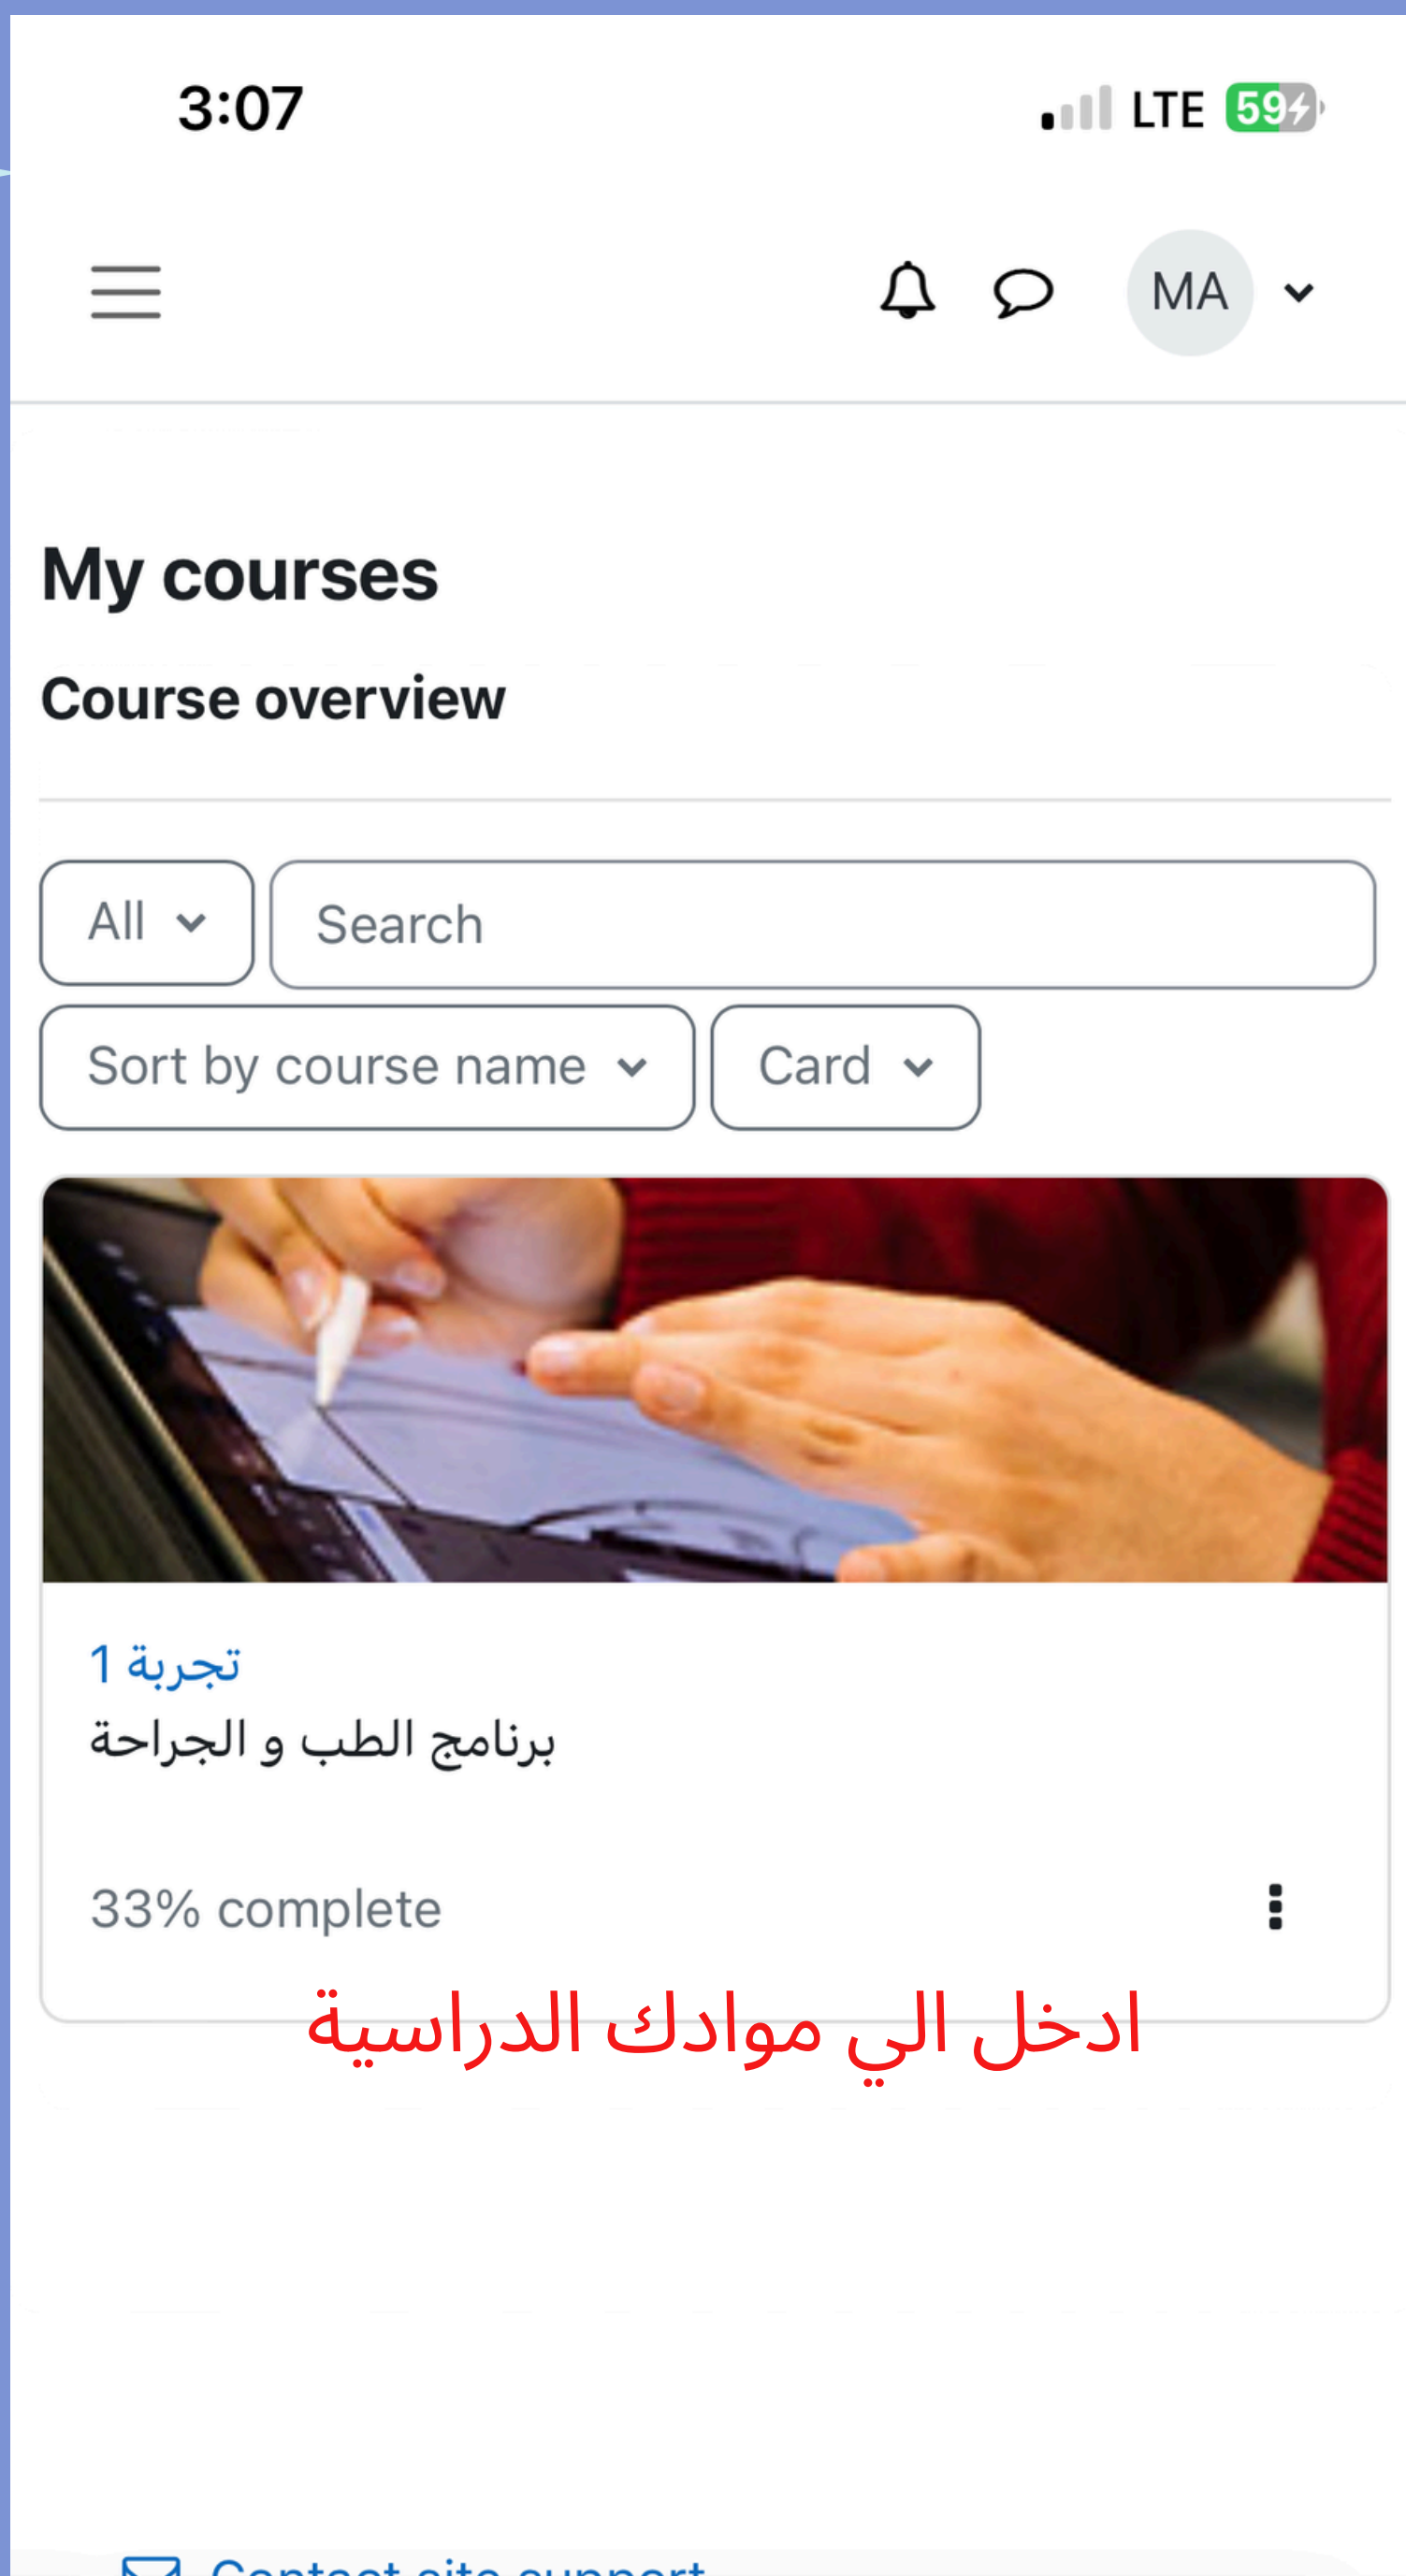 3:07 LTE 59
MA
My courses
Course overview
All Search
Sort by course name Card
تجربة 1
برنامج الطب و الجراحة
33% complete
ادخل الي موادك الدراسية
Contact site support